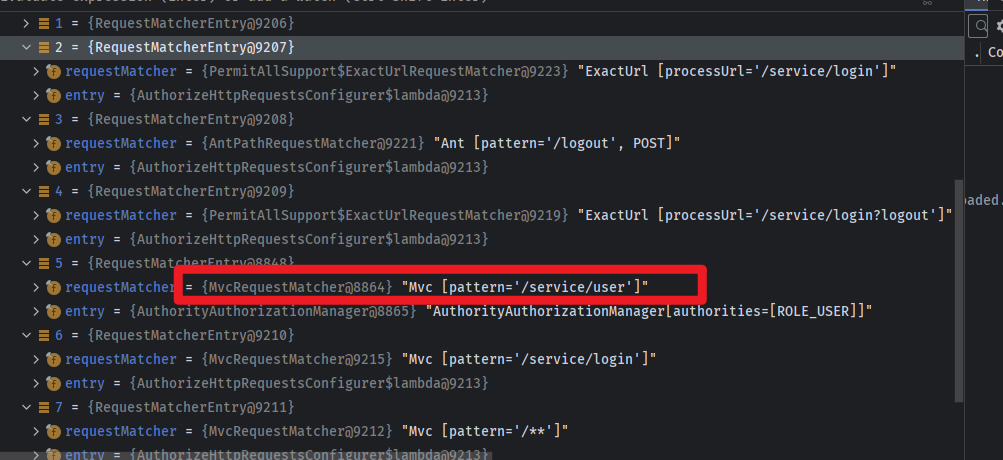 1 = {RequestMatcherEntry@9206}
2 = {RequestMatcherEntry@9207}
requestMatcher = {PermitAllSupport$ExactUrlRequestMatcher@9223} "ExactUrl [processUrl='/service/login']"
entry = {AuthorizeHttpRequestsConfigurer$lambda@9213}
3 = {RequestMatcherEntry@9208}
requestMatcher = {AntPathRequestMatcher@9221} "Ant [pattern='/logout', POST]"
entry = {AuthorizeHttpRequestsConfigurer$lambda@9213}
4 = {RequestMatcherEntry@9209}
requestMatcher = {PermitAllSupport$ExactUrlRequestMatcher@9219} "ExactUrl [processUrl='/service/login?logout']"
entry = {AuthorizeHttpRequestsConfigurer$lambda@9213}
5 = {RequestMatcherEntry@8848}
requestMatcher = {MvcRequestMatcher@8864} "Mvc [pattern='/service/user']"
entry = {AuthorityAuthorizationManager@8865} "AuthorityAuthorizationManager[authorities=[ROLE_USER]]"
6 = {RequestMatcherEntry@9210}
requestMatcher = {MvcRequestMatcher@9215} "Mvc [pattern='/service/login']"
entry = {AuthorizeHttpRequestsConfigurer$lambda@9213}
7 = {RequestMatcherEntry@9211}
requestMatcher = {MvcRequestMatcher@9212} "Mvc [pattern='/**']"
entry = {AuthorizeHttpRequestsConfigurer$lambda@9213}
. Co
oaded.